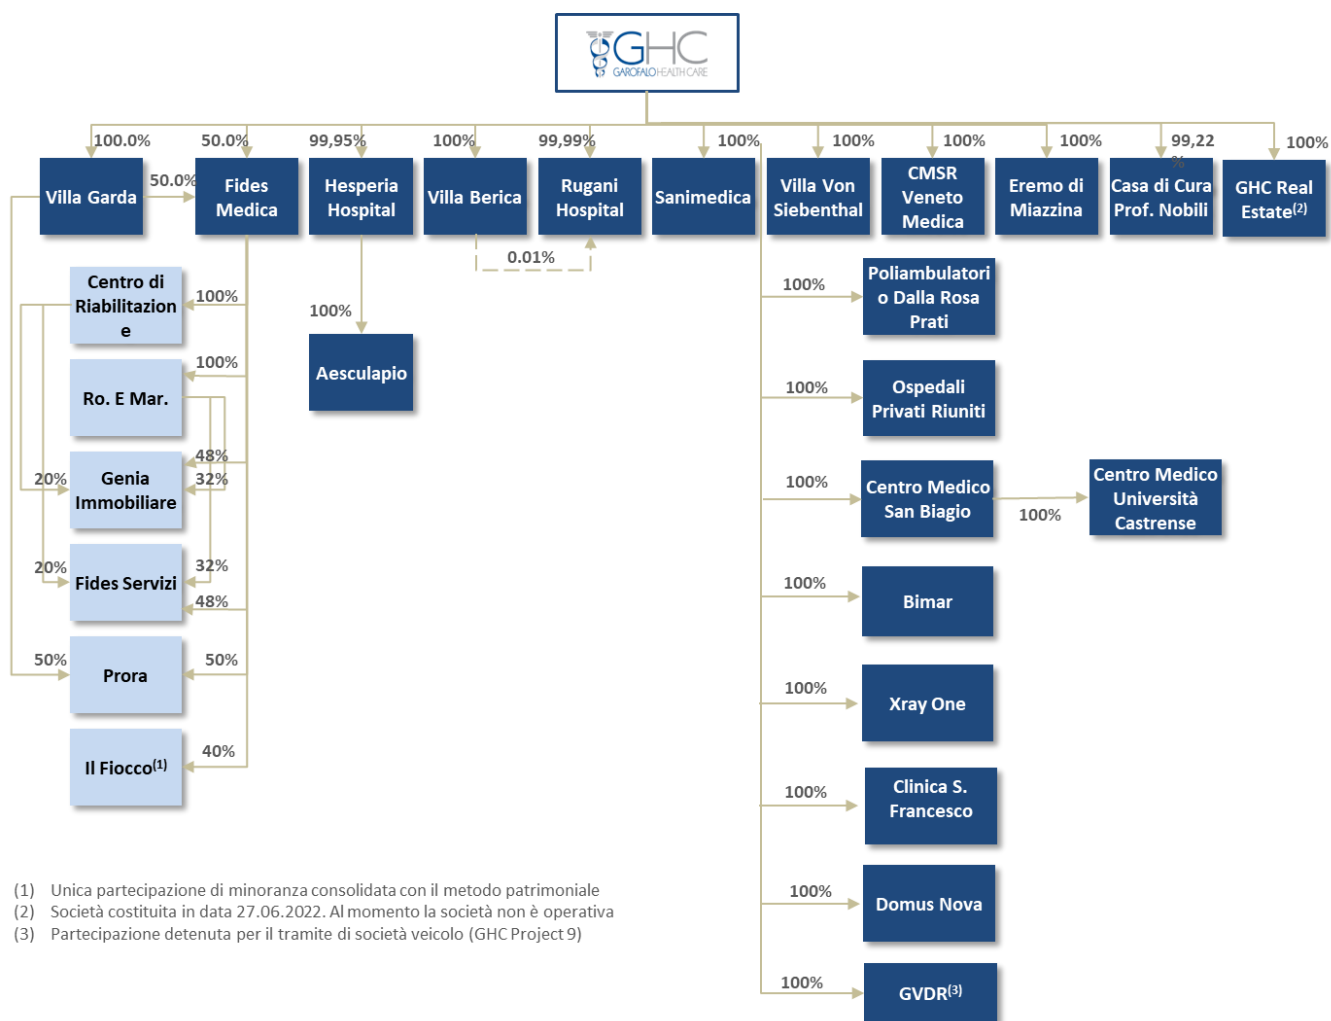 GHC
GAROFALO HEALTH CARE
100.0%
50.0%
99,95%
100%
99,99%
100%
100%
100%
100%
99,22
%
100%
Villa Garda
50.0%
Fides
Medica
Hesperia
Hospital
Villa Berica
Rugani
Hospital
Sanimedica
Villa Von
Siebenthal
CMSR
Veneto
Medica
Eremo di
Miazzina
Casa di Cura
Prof. Nobili
GHC Real
Estate(2)
0.01%
Centro di
Riabilitazion
e
100%
100%
Aesculapio
Ro. E Mar.
100%
Genia
Immobiliare
20%
48%
32%
Fides Servizi
20%
32%
48%
Prora
50%
50%
Il Fiocco(1)
40%
100%
Poliambulatori
o Dalla Rosa
Prati
100%
Ospedali
Privati Riuniti
100%
Centro Medico
San Biagio
100%
Centro Medico
Università
Castrense
100%
Bimar
100%
Xray One
100%
Clinica S.
Francesco
100%
Domus Nova
100%
GVDR(3)
(1) Unica partecipazione di minoranza consolidata con il metodo patrimoniale
(2) Società costituita in data 27.06.2022. Al momento la società non è operativa
(3) Partecipazione detenuta per il tramite di società veicolo (GHC Project 9)